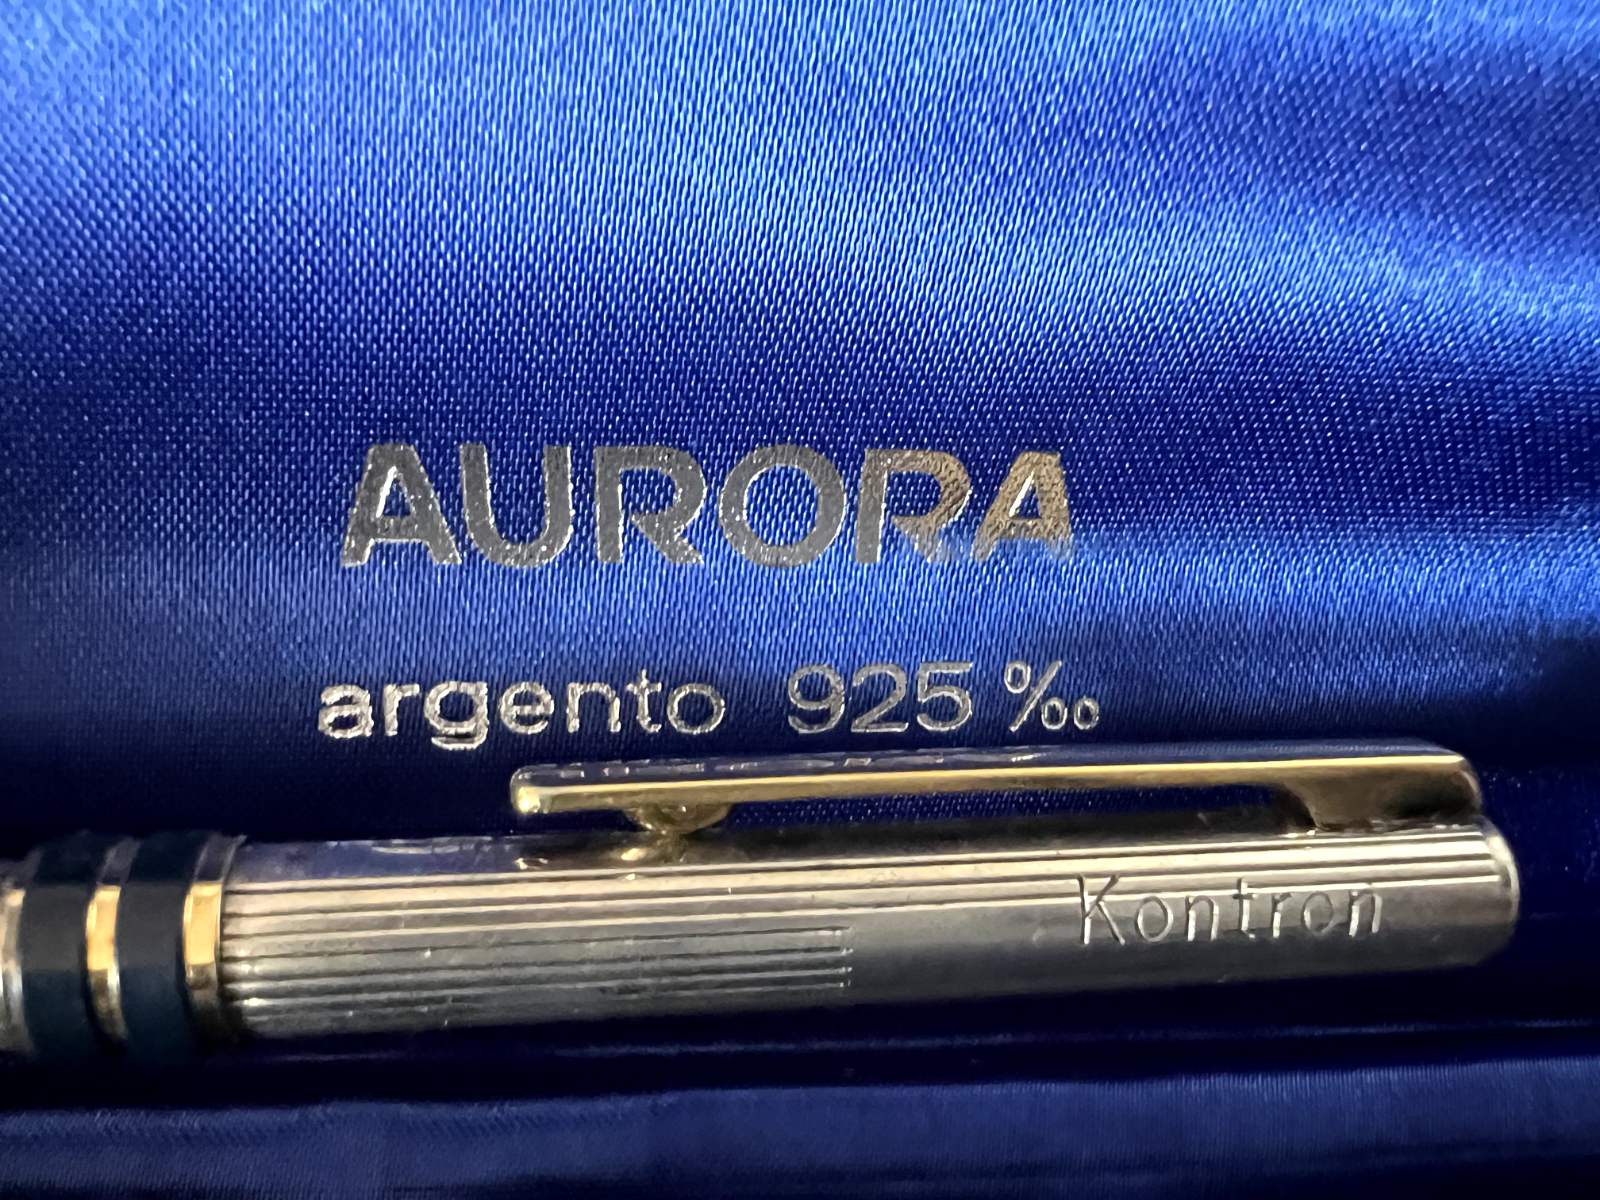 AURORA
argento 925 ‰
Kontron